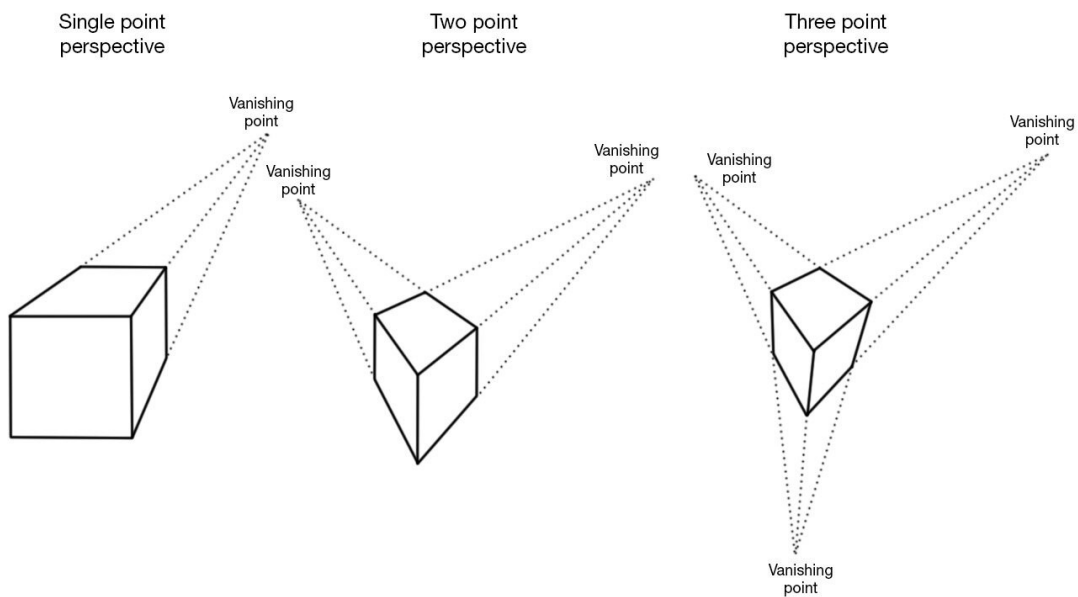 Single point
perspective
Two point
perspective
Three point
perspective
Vanishing
point
Vanishing
point
Vanishing
point
Vanishing
point
Vanishing
point
Vanishing
point